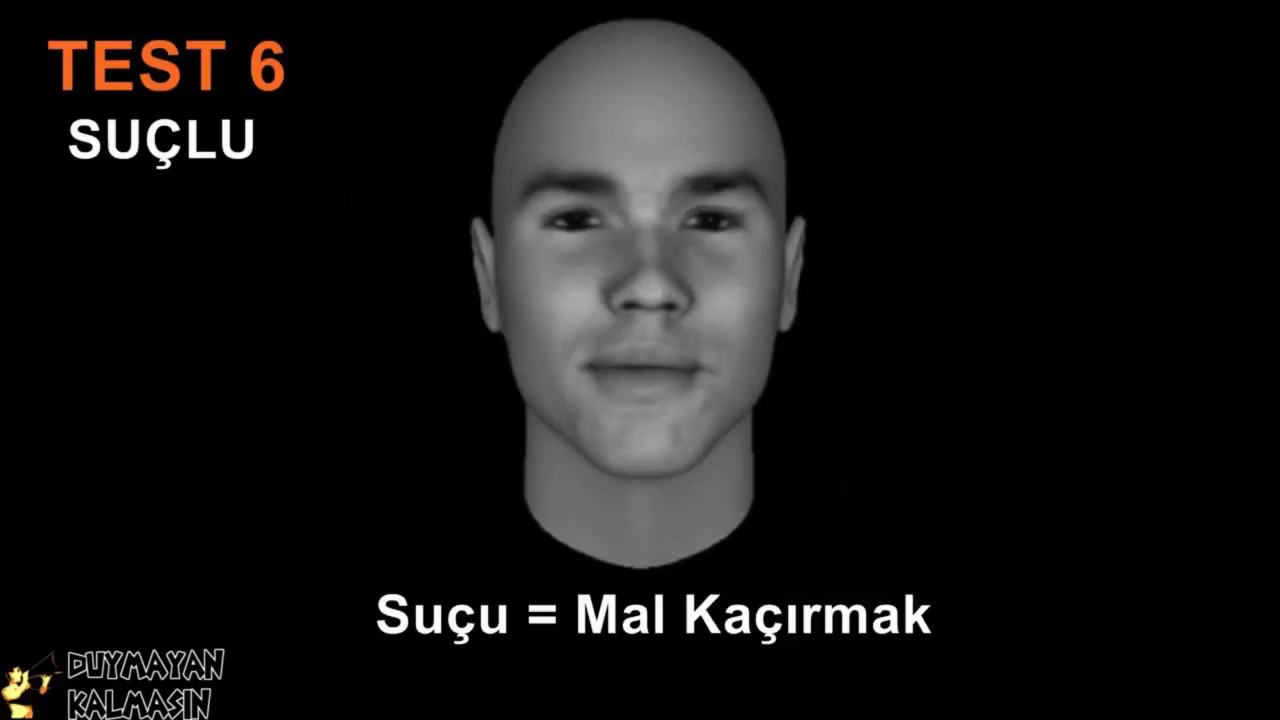 TEST 6
SUÇLU
Suçu = Mal Kaçırmak
DUYMAYAN
KALMASIN